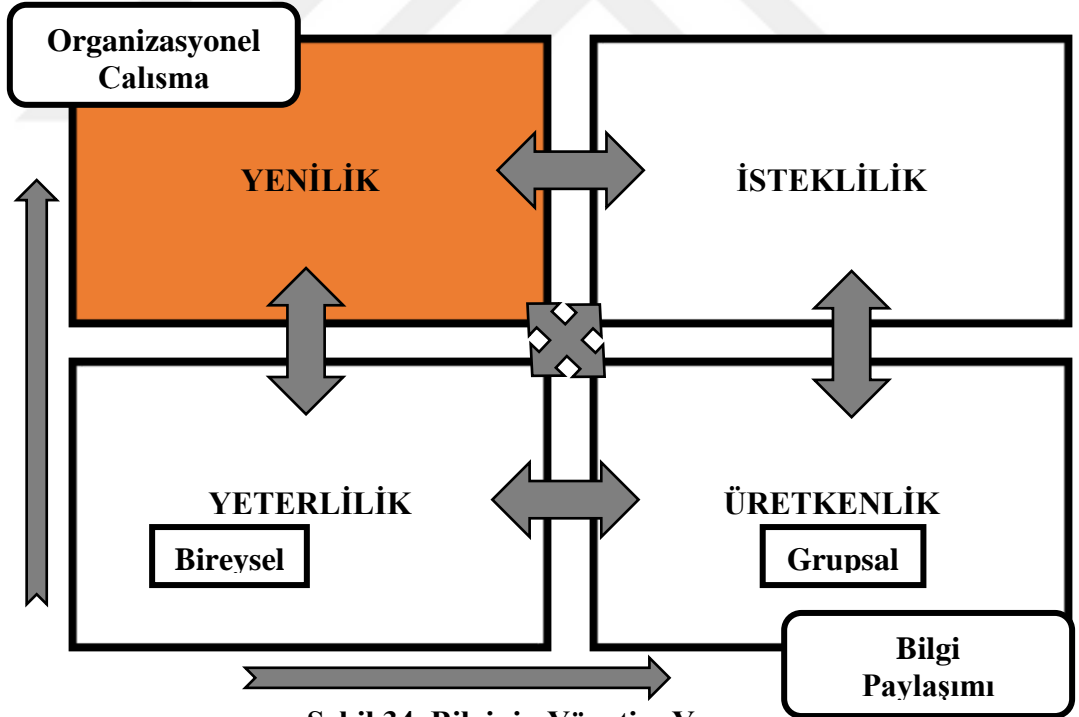 Organizasyonel
Calısma
YENİLİK
İSTEKLİLİK
YETERLİLİK
ÜRETKENLİK
Bireysel
Grupsal
Bilgi
Paylaşımı